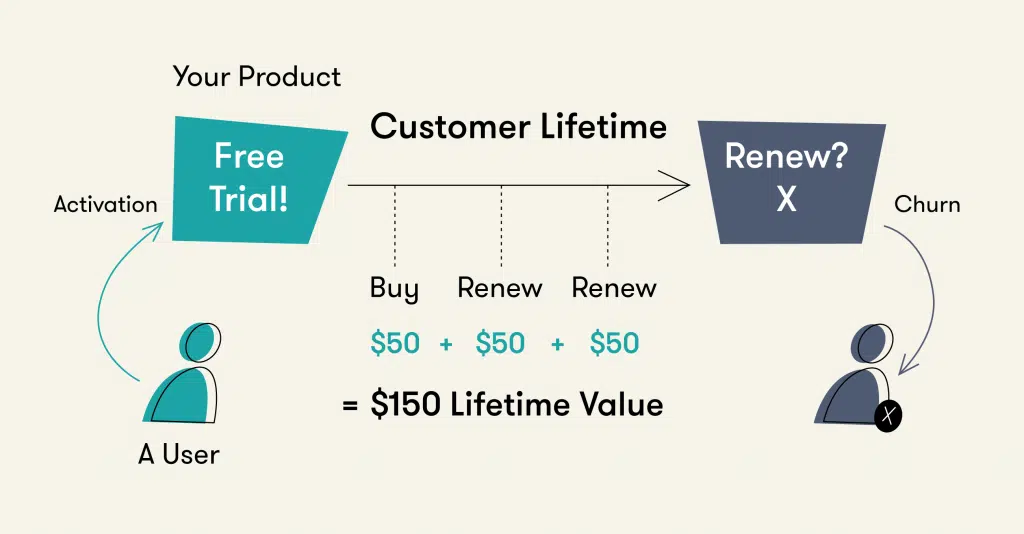 Your Product
Customer Lifetime
Free
Trial!
Renew?
X
Activation
Churn
Buy Renew Renew
$50 + $50 + $50
= $150 Lifetime Value
X
A User